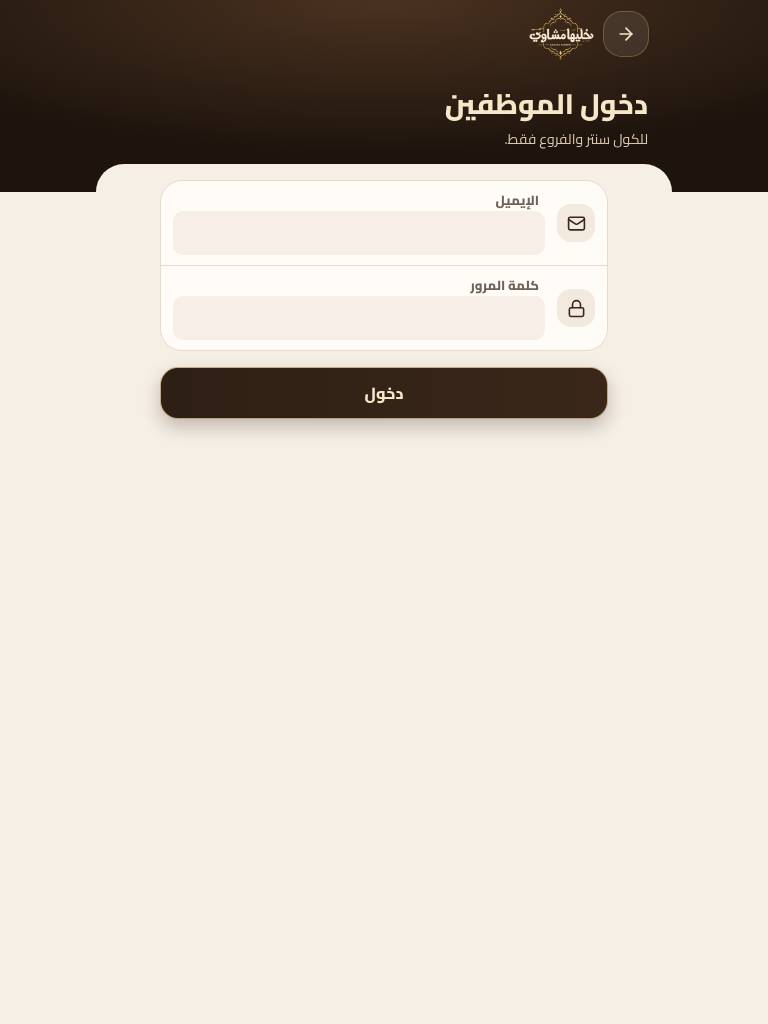 خليها مشاوي
دخول الموظفين
للكول سنتر والفروع فقط.
الإيميل
كلمة المرور
دخول